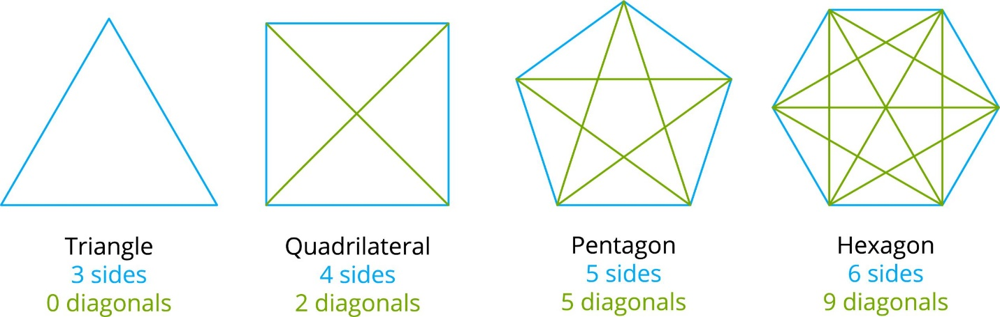 Triangle
3 sides
0 diagonals
Quadrilateral
4 sides
2 diagonals
Pentagon
5 sides
5 diagonals
Hexagon
6 sides
9 diagonals